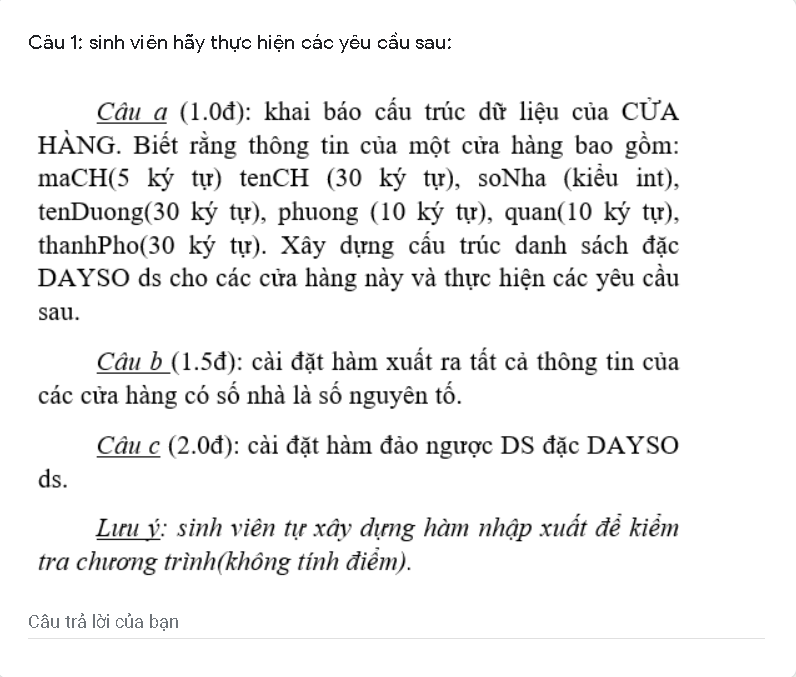 Câu 1: sinh viên hãy thực hiện các yêu cầu sau:
Câu a (1.0đ): khai báo cấu trúc dữ liệu của CỬA
HÀNG. Biết rằng thông tin của một cửa hàng bao gồm:
maCH(5 ký tự) tenCH (30 ký tự), soNha (kiểu int),
tenDuong(30 ký tự), phuong (10 ký tự), quan(10 ký tự),
thanhPho(30 ký tự). Xây dựng cấu trúc danh sách đặc
DAYSO ds cho các cửa hàng này và thực hiện các yêu cầu
sau.
Câu b (1.5đ): cài đặt hàm xuất ra tất cả thông tin của
các cửa hàng có số nhà là số nguyên tố.
Câu c (2.0đ): cài đặt hàm đảo ngược DS đặc DAYSO
ds.
Lưu ý: sinh viên tự xây dựng hàm nhập xuất để kiểm
tra chương trình(không tính điểm).
Câu trả lời của bạn